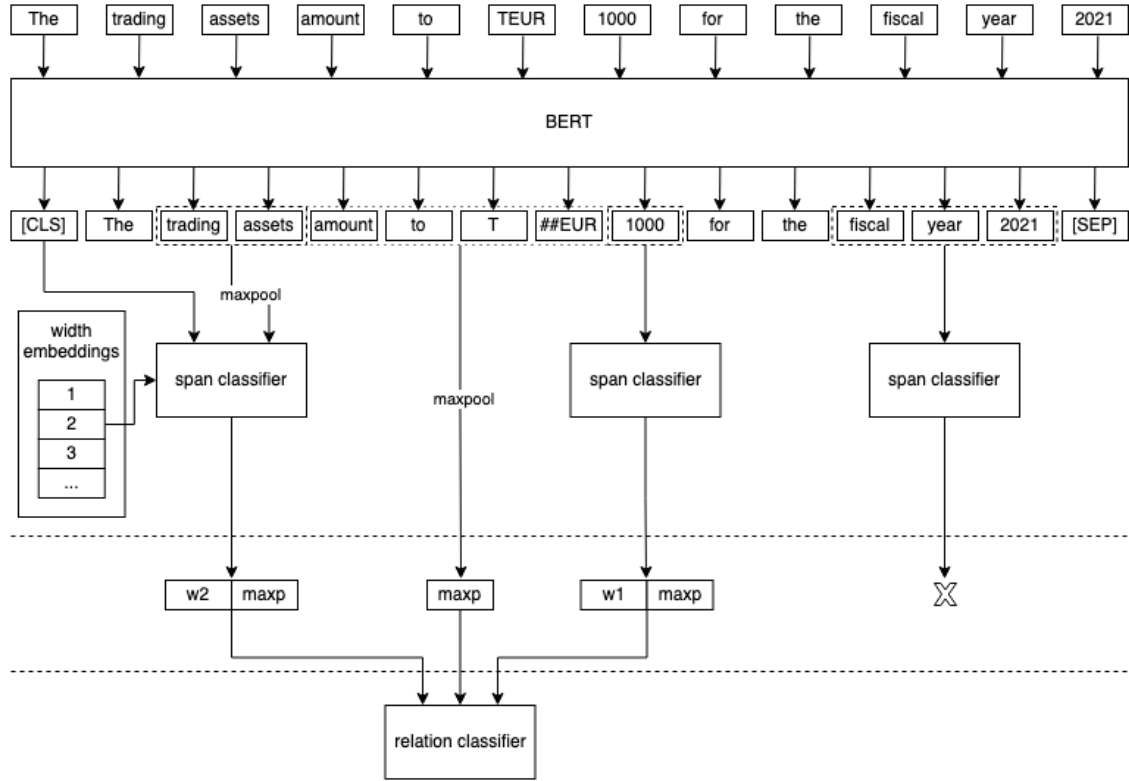 The trading assets amount to TEUR 1000 for the fiscal year 2021
BERT
[CLS] The trading assets amount to T ##EUR 1000 for the fiscal year 2021 [SEP]
maxpool
width
embeddings
1
2
3
...
span classifier
maxpool
span classifier
span classifier
w2 maxp
maxp
w1 maxp
X
relation classifier